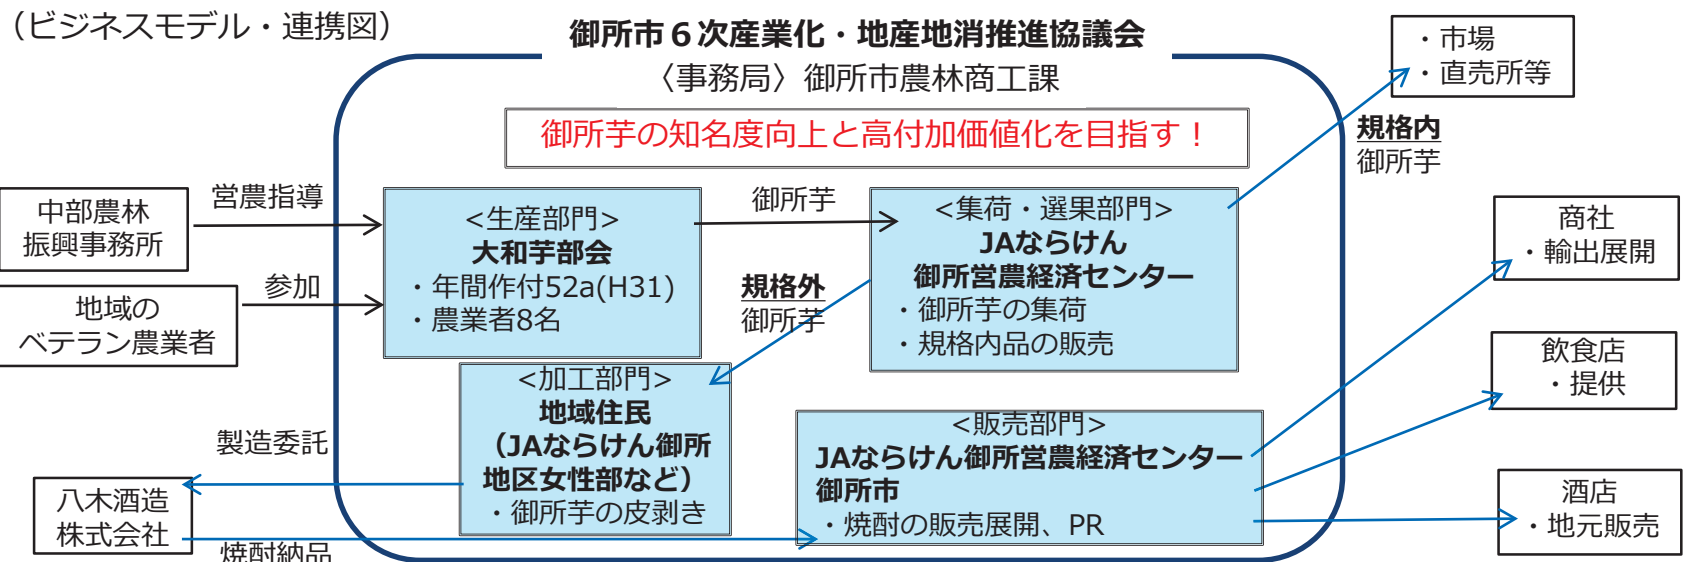 （ビジネスモデル・連携図）
御所市６次産業化・地産地消推進協議会
〈事務局〉御所市農林商工課
御所芋の知名度向上と高付加価値化を目指す！
・市場
・直売所等
規格内
御所芋
中部農林
振興事務所
営農指導
地域の
ベテラン農業者
参加
<生産部門>
大和芋部会
・年間作付52a(H31)
・農業者8名
御所芋
<集荷・選果部門>
JAならけん
御所営農経済センター
・御所芋の集荷
・規格内品の販売
規格外
御所芋
<加工部門>
地域住民
（JAならけん御所
地区女性部など）
・御所芋の皮剥き
製造委託
八木酒造
株式会社
焼酎納品
<販売部門>
JAならけん御所営農経済センター
御所市
・焼酎の販売展開、PR
商社
・輸出展開
飲食店
・提供
酒店
・地元販売